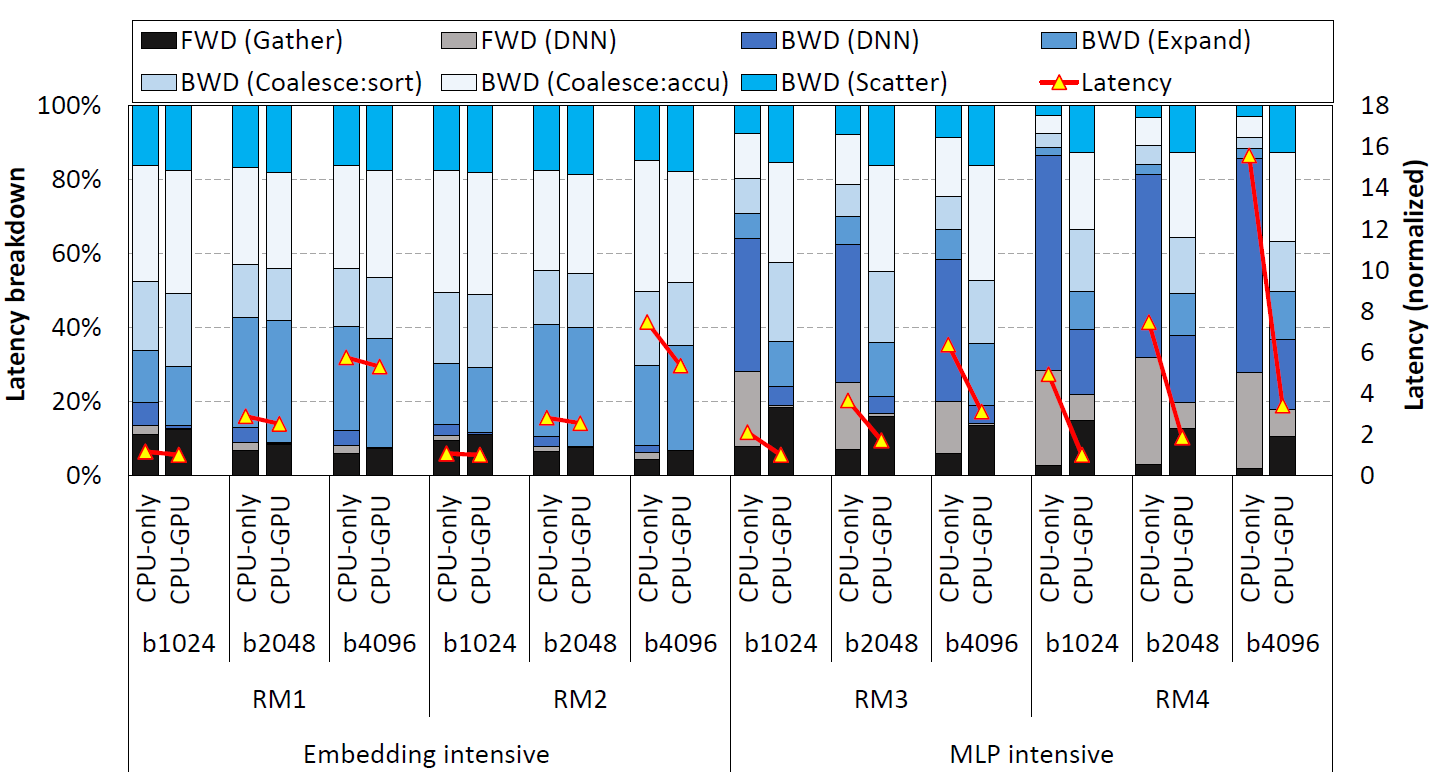 FWD (Gather) FWD (DNN) BWD (DNN) BWD (Expand)
BWD (Coalesce:sort) BWD (Coalesce:accu) BWD (Scatter) Latency
Latency breakdown
100%
80%
60%
40%
20%
0%
18
16
14
12
10
8
6
4
2
0
Latency (normalized)
CPU-only CPU-GPU CPU-only CPU-GPU CPU-only CPU-GPU CPU-only CPU-GPU CPU-only CPU-GPU CPU-only CPU-GPU CPU-only CPU-GPU CPU-only CPU-GPU CPU-only CPU-GPU CPU-only CPU-GPU CPU-only CPU-GPU CPU-only CPU-GPU
b1024 b2048 b4096 b1024 b2048 b4096 b1024 b2048 b4096 b1024 b2048 b4096
RM1 RM2 RM3 RM4
Embedding intensive MLP intensive